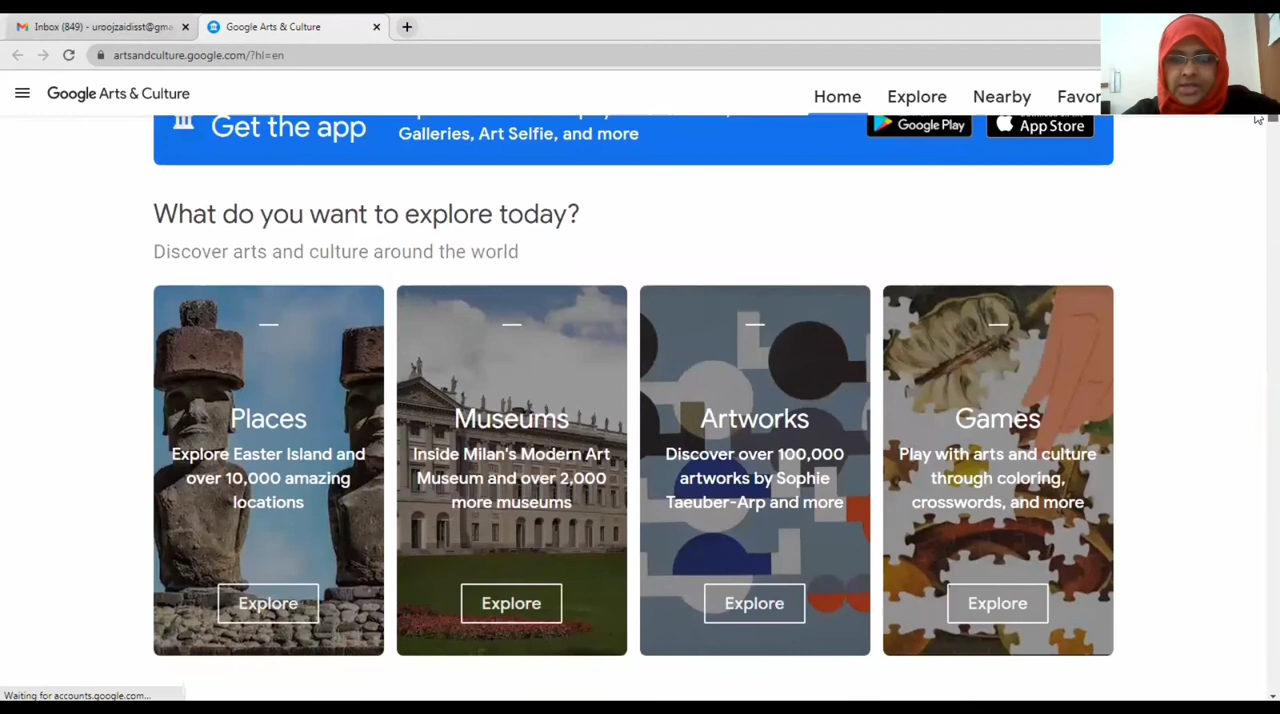 Inbox (849) - uroojzaidisst@gma
Google Arts & Culture
artsandculture.google.com/?hl=en
Google Arts & Culture
Home
Explore
Nearby
Favor
Get the app
Galleries, Art Selfie, and more
Google Play
App Store
What do you want to explore today?
Discover arts and culture around the world
Places
Explore Easter Island and
over 10,000 amazing
locations
Explore
Museums
Inside Milan's Modern Art
Museum and over 2,000
more museums
Explore
Artworks
Discover over 100,000
artworks by Sophie
Taeuber-Arp and more
Explore
Games
Play with arts and culture
through coloring,
crosswords, and more
Explore
Waiting for accounts.google.com...